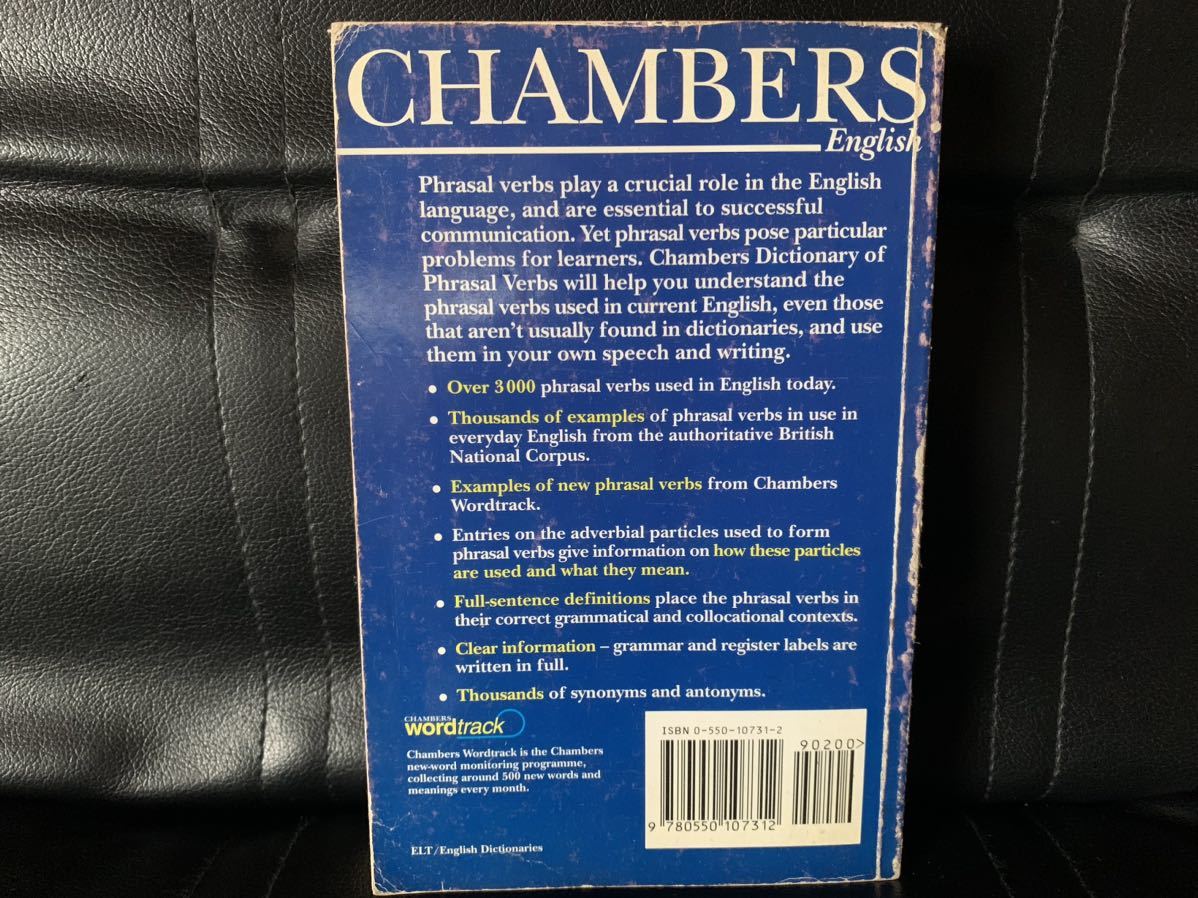 CHAMBERS
English
Phrasal verbs play a crucial role in the English
language, and are essential to successful
communication. Yet phrasal verbs pose particular
problems for learners. Chambers Dictionary of
Phrasal Verbs will help you understand the
phrasal verbs used in current English, even those
that aren't usually found in dictionaries, and use
them in your own speech and writing.
• Over 3000 phrasal verbs used in English today.
• Thousands of examples of phrasal verbs in use in
everyday English from the authoritative British
National Corpus.
• Examples of new phrasal verbs from Chambers
Wordtrack.
• Entries on the adverbial particles used to form
phrasal verbs give information on how these particles
are used and what they mean.
• Full-sentence definitions place the phrasal verbs in
their correct grammatical and collocational contexts.
• Clear information – grammar and register labels are
written in full.
• Thousands of synonyms and antonyms.
CHAMBERS
wordtrack
Chambers Wordtrack is the Chambers
new-word monitoring programme,
collecting around 500 new words and
meanings every month.
ELT/English Dictionaries
ISBN 0-550-10731-2
90200>
9 780550 107312